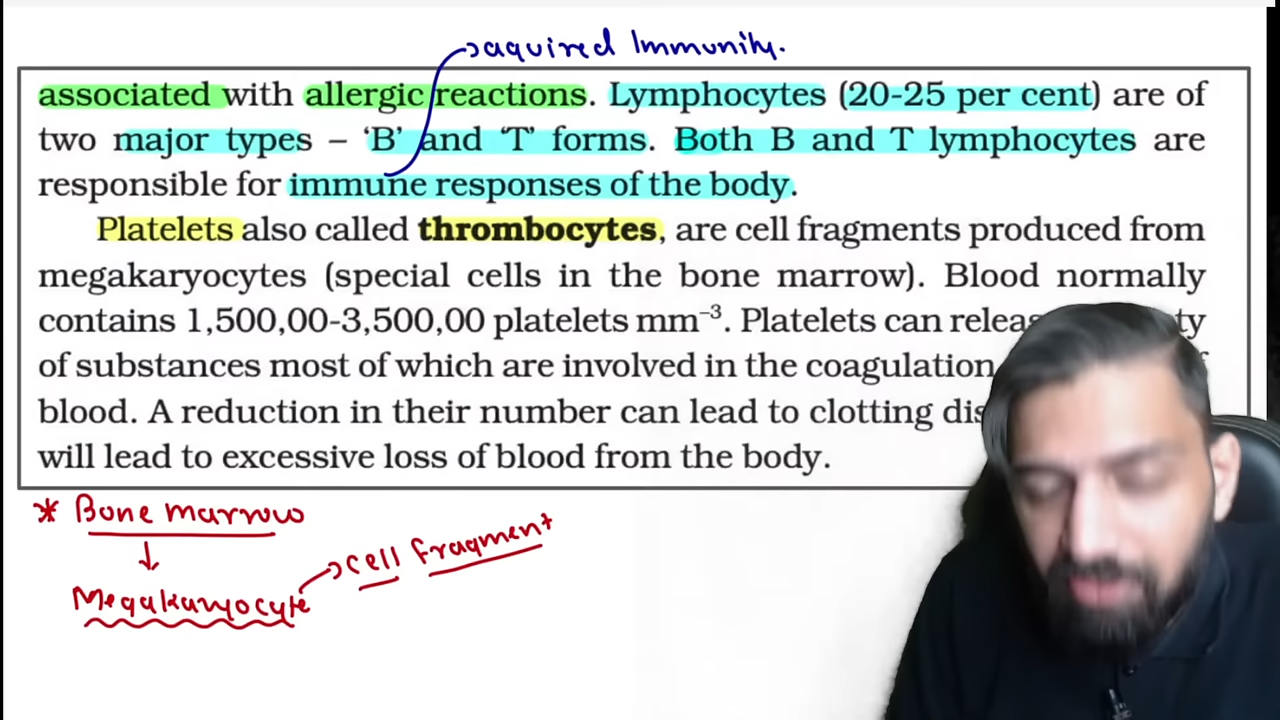 aquired Immunity.
associated with allergic reactions. Lymphocytes (20-25 per cent) are of
two major types – ‘B’ and ‘T’ forms. Both B and T lymphocytes are
responsible for immune responses of the body.
Platelets also called thrombocytes, are cell fragments produced from
megakaryocytes (special cells in the bone marrow). Blood normally
contains 1,500,00-3,500,00 platelets mm⁻³. Platelets can
of substances most of which are involved in the coagulation
blood. A reduction in their number can lead to clotting
will lead to excessive loss of blood from the body.
* Bone marrow
cell fragment
Megakaryocyte